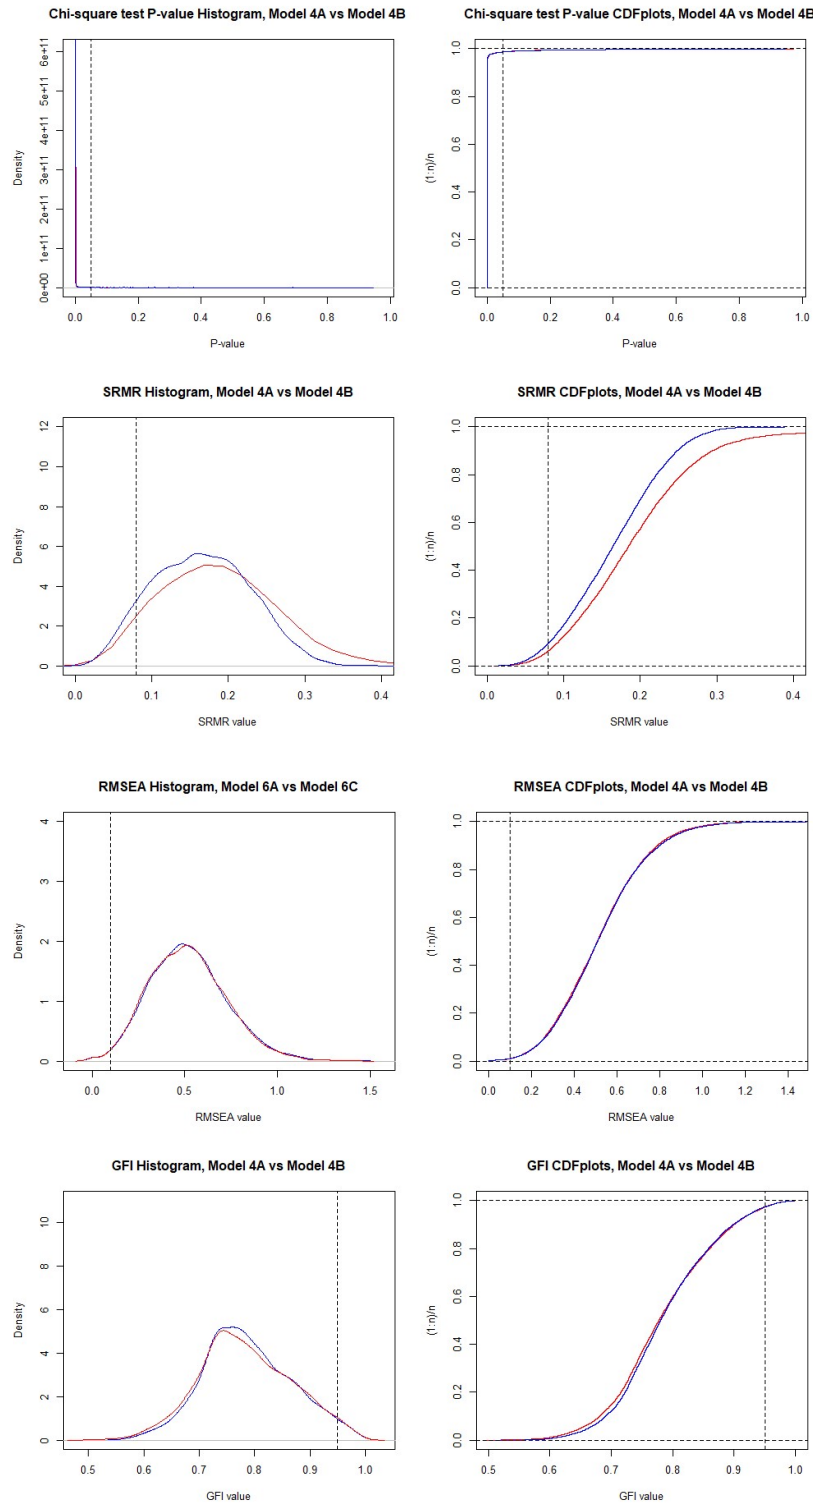 Chi-square test P-value Histogram, Model 4A vs Model 4B
Density
0e+00 1e+11 2e+11 3e+11 4e+11 5e+11 6e+11
0.0 0.2 0.4 0.6 0.8 1.0
P-value
Chi-square test P-value CDFplots, Model 4A vs Model 4B
(1:n)/n
0.0 0.2 0.4 0.6 0.8 1.0
0.0 0.2 0.4 0.6 0.8 1.0
P-value
SRMR Histogram, Model 4A vs Model 4B
Density
0 2 4 6 8 10 12
0.0 0.1 0.2 0.3 0.4
SRMR value
SRMR CDFplots, Model 4A vs Model 4B
(1:n)/n
0.0 0.2 0.4 0.6 0.8 1.0
0.0 0.1 0.2 0.3 0.4
SRMR value
RMSEA Histogram, Model 6A vs Model 6C
Density
0 1 2 3 4
0.0 0.5 1.0 1.5
RMSEA value
RMSEA CDFplots, Model 4A vs Model 4B
(1:n)/n
0.0 0.2 0.4 0.6 0.8 1.0
0.0 0.2 0.4 0.6 0.8 1.0 1.2 1.4
RMSEA value
GFI Histogram, Model 4A vs Model 4B
Density
0 2 4 6 8 10
0.5 0.6 0.7 0.8 0.9 1.0
GFI value
GFI CDFplots, Model 4A vs Model 4B
(1:n)/n
0.0 0.2 0.4 0.6 0.8 1.0
0.5 0.6 0.7 0.8 0.9 1.0
GFI value